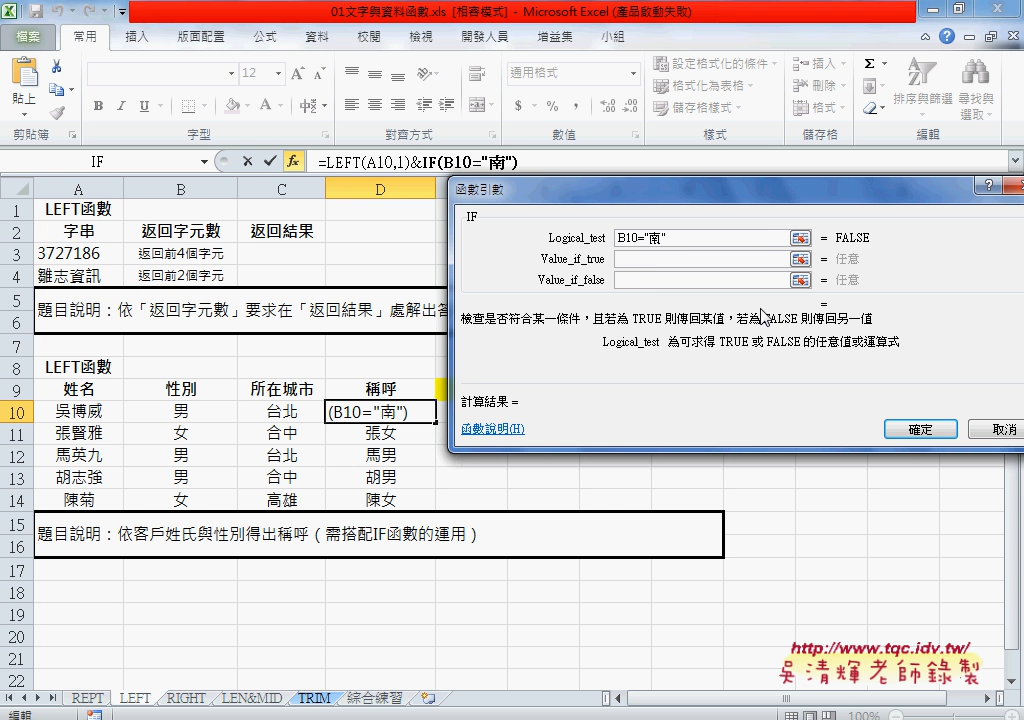 01文字與資料函數.xls [相容模式] - Microsoft Excel (產品啟動失敗)
檔案 常用 插入 版面配置 公式 資料 校閱 檢視 開發人員 增益集 小組
貼上 12 通用格式 設定格式化的條件 格式化為表格 儲存格樣式 插入 刪除 格式 排序與篩選 尋找與選取
剪貼簿 字型 對齊方式 數值 樣式 儲存格 編輯
IF =LEFT(A10,1)&IF(B10="南")
A B C D
1 LEFT函數
2 字串 返回字元數 返回結果
3 3727186 返回前4個字元
4 雛志資訊 返回前2個字元
5 題目說明：依「返回字元數」要求在「返回結果」處解出答
6
7
8 LEFT函數
9 姓名 性別 所在城市 稱呼
10 吳博威 男 台北 (B10="南")
11 張賢雅 女 台中 張女
12 馬英九 男 台北 馬男
13 胡志強 男 台中 胡男
14 陳菊 女 高雄 陳女
15 題目說明：依客戶姓氏與性別得出稱呼（需搭配IF函數的運用）
16
17
18
19
20
21
22
函數引數
IF
Logical_test B10="南" = FALSE
Value_if_true = 任意
Value_if_false = 任意
=
檢查是否符合某一條件，且若為 TRUE 則傳回某值，若為 FALSE 則傳回另一值
Logical_test 為可求得 TRUE 或 FALSE 的任意值或運算式
計算結果 =
函數說明(H) 確定 取消
http://www.tqc.idv.tw/
吳清輝老師錄製
REPT LEFT RIGHT LEN&MID TRIM 綜合練習
編輯 100%